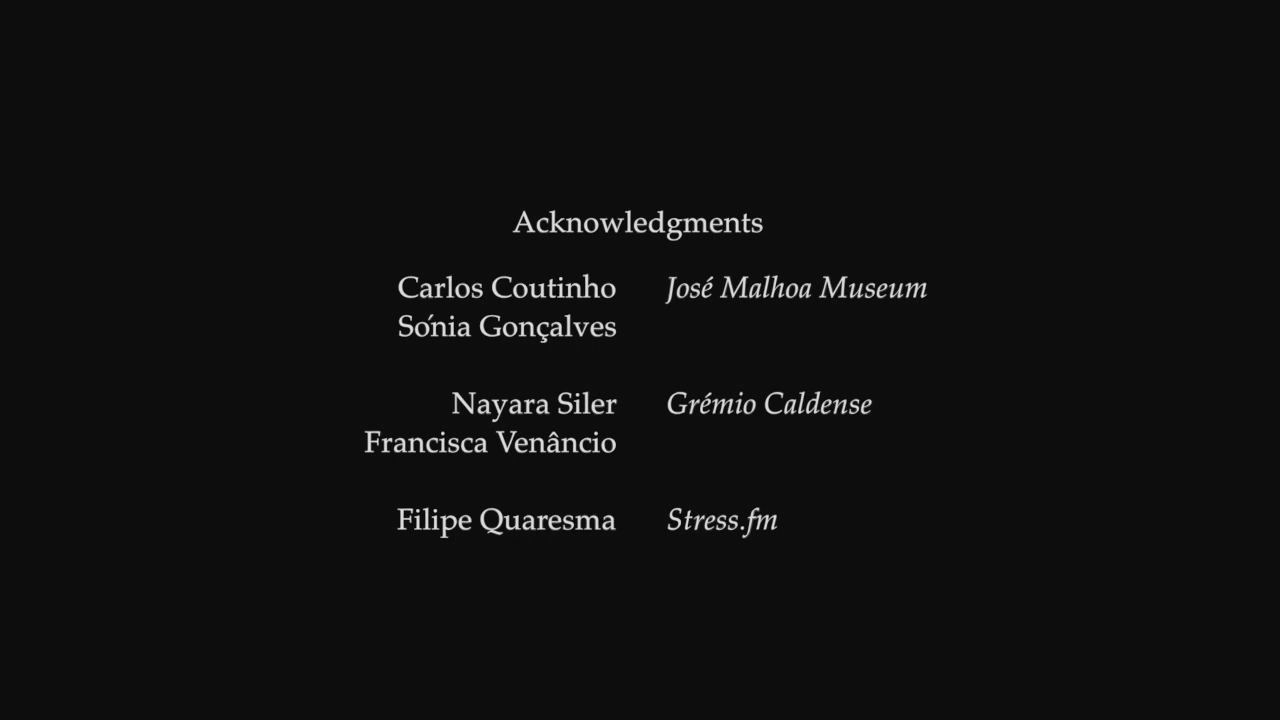 Acknowledgments
Carlos Coutinho José Malhoa Museum
Sónia Gonçalves
Nayara Siler Grémio Caldense
Francisca Venâncio
Filipe Quaresma Stress.fm